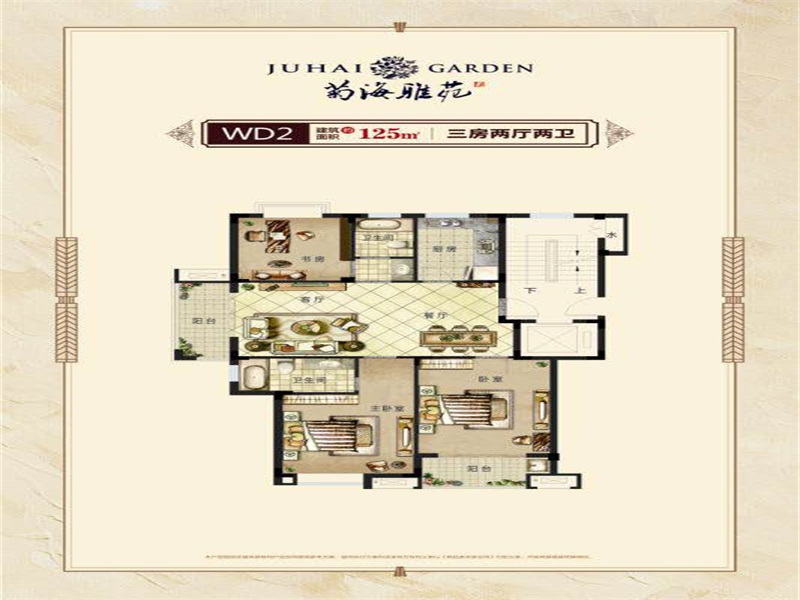 JUHAI GARDEN
菊海雅苑
WD2 建筑面积约 125㎡ 三房两厅两卫
书房
卫生间
厨房
水
客厅
餐厅
下 上
阳台
卫生间
主卧室
卧室
阳台